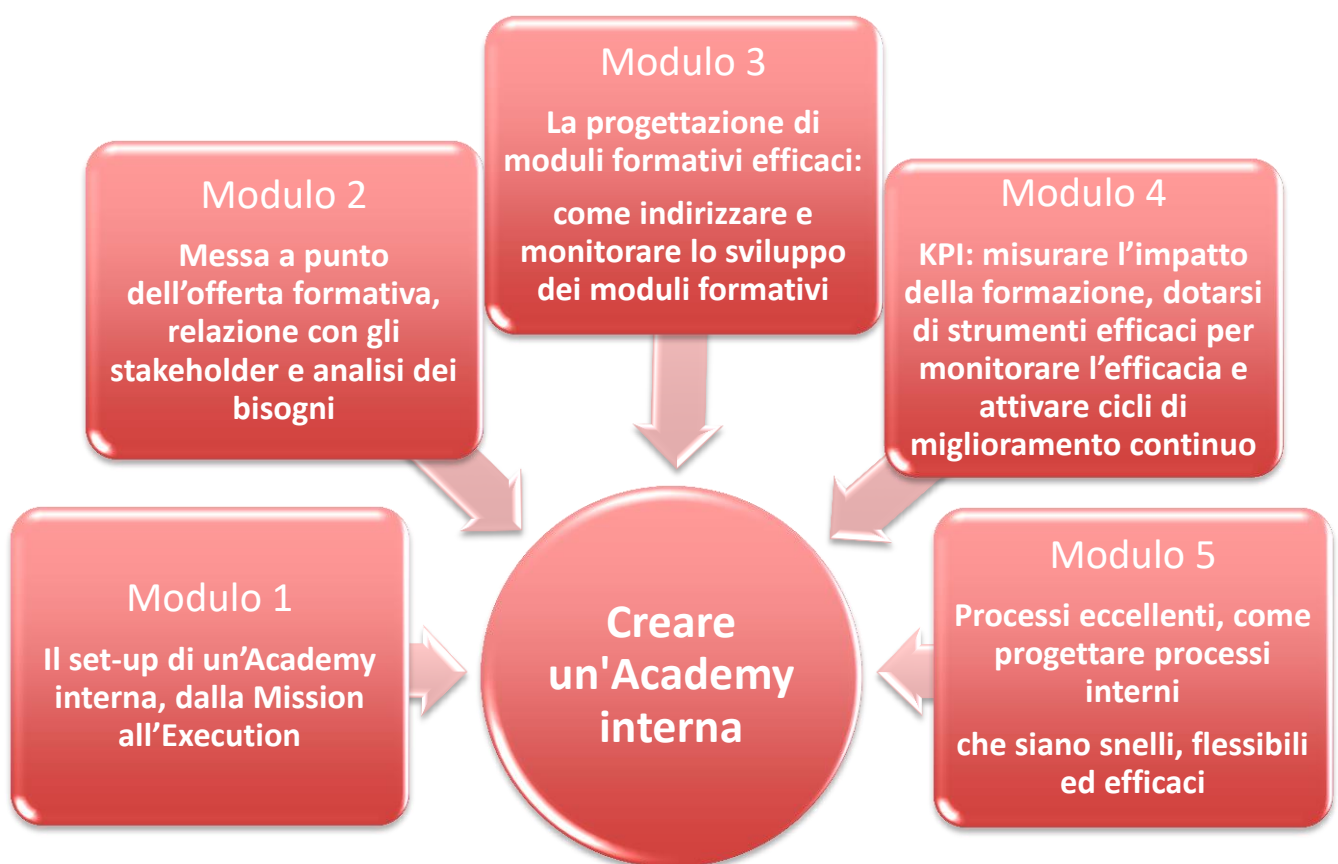 Modulo 1
Il set-up di un’Academy
interna, dalla Mission
all’Execution
Modulo 2
Messa a punto
dell’offerta formativa,
relazione con gli
stakeholder e analisi dei
bisogni
Modulo 3
La progettazione di
moduli formativi efficaci:
come indirizzare e
monitorare lo sviluppo
dei moduli formativi
Modulo 4
KPI: misurare l’impatto
della formazione, dotarsi
di strumenti efficaci per
monitorare l’efficacia e
attivare cicli di
miglioramento continuo
Modulo 5
Processi eccellenti, come
progettare processi
interni
che siano snelli, flessibili
ed efficaci
Creare
un'Academy
interna